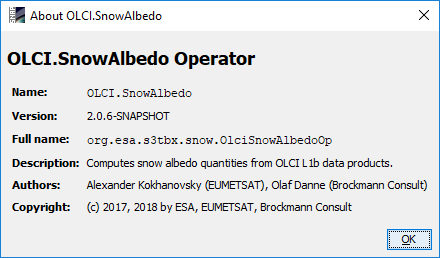 About OLCI.SnowAlbedo
OLCI.SnowAlbedo Operator
Name: OLCI.SnowAlbedo
Version: 2.0.6-SNAPSHOT
Full name: org.esa.s3tbx.snow.OlciSnowAlbedoOp
Description: Computes snow albedo quantities from OLCI L1b data products.
Authors: Alexander Kokhanovsky (EUMETSAT), Olaf Danne (Brockmann Consult)
Copyright: (c) 2017, 2018 by ESA, EUMETSAT, Brockmann Consult
OK